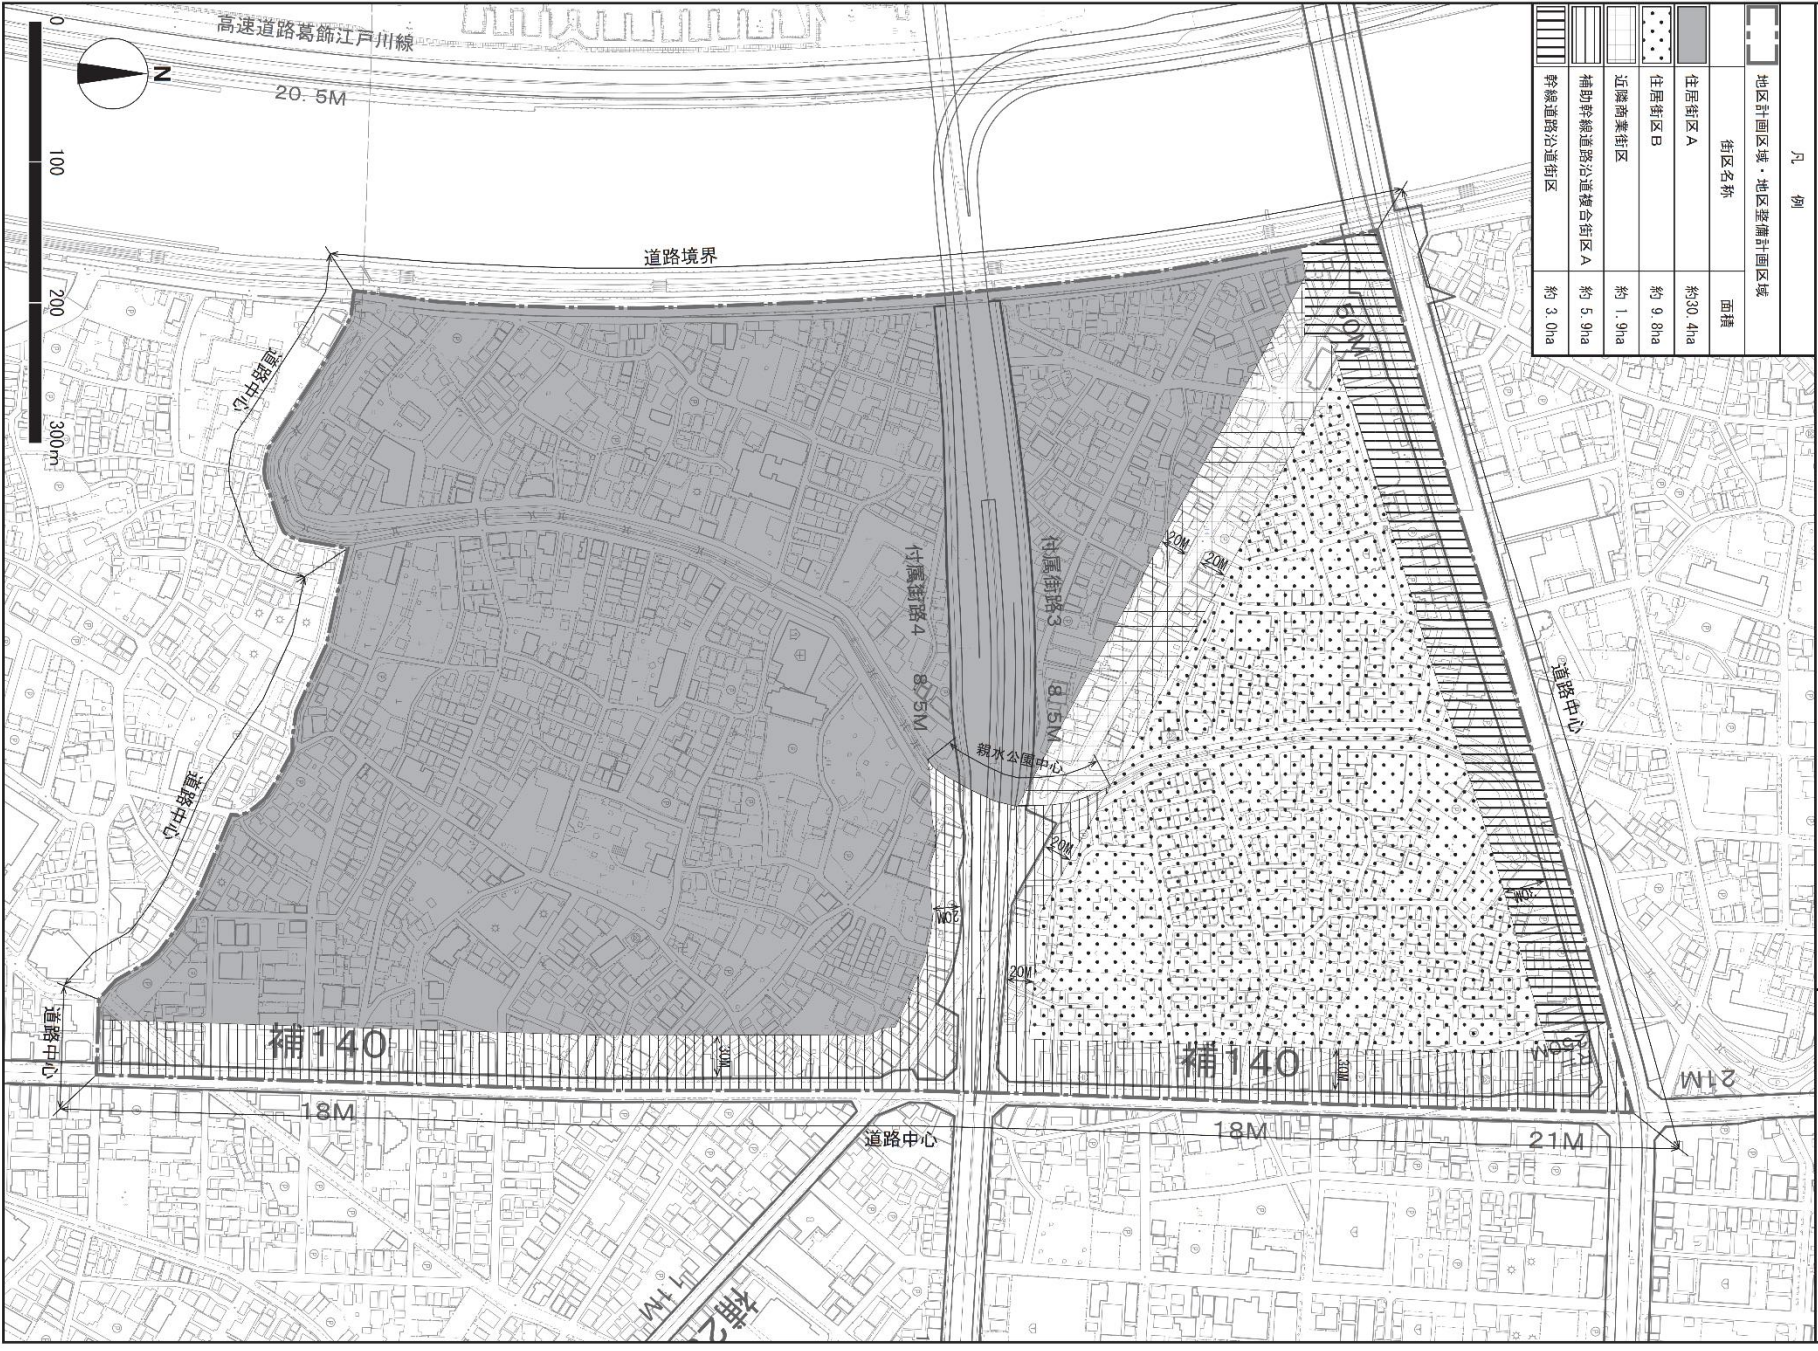 凡 例
地区計画区域・地区整備計画区域
街区名称 面積
住居街区A 約30.4ha
住居街区B 約 9.8ha
近隣商業街区 約 1.9ha
補助幹線道路沿道複合街区A 約 5.9ha
幹線道路沿道街区 約 3.0ha
高速道路葛飾江戸川線
20.5M
N
0 100 200 300m
道路境界
道路中心
道路中心
道路中心
道路中心
道路中心
50M
20M
20M
付属街路3 8.5M
付属街路4 8.5M
親水公園中心
20M
20M
20M
30M
補140
30M
補140
30M
18M
18M
21M
21M
11M